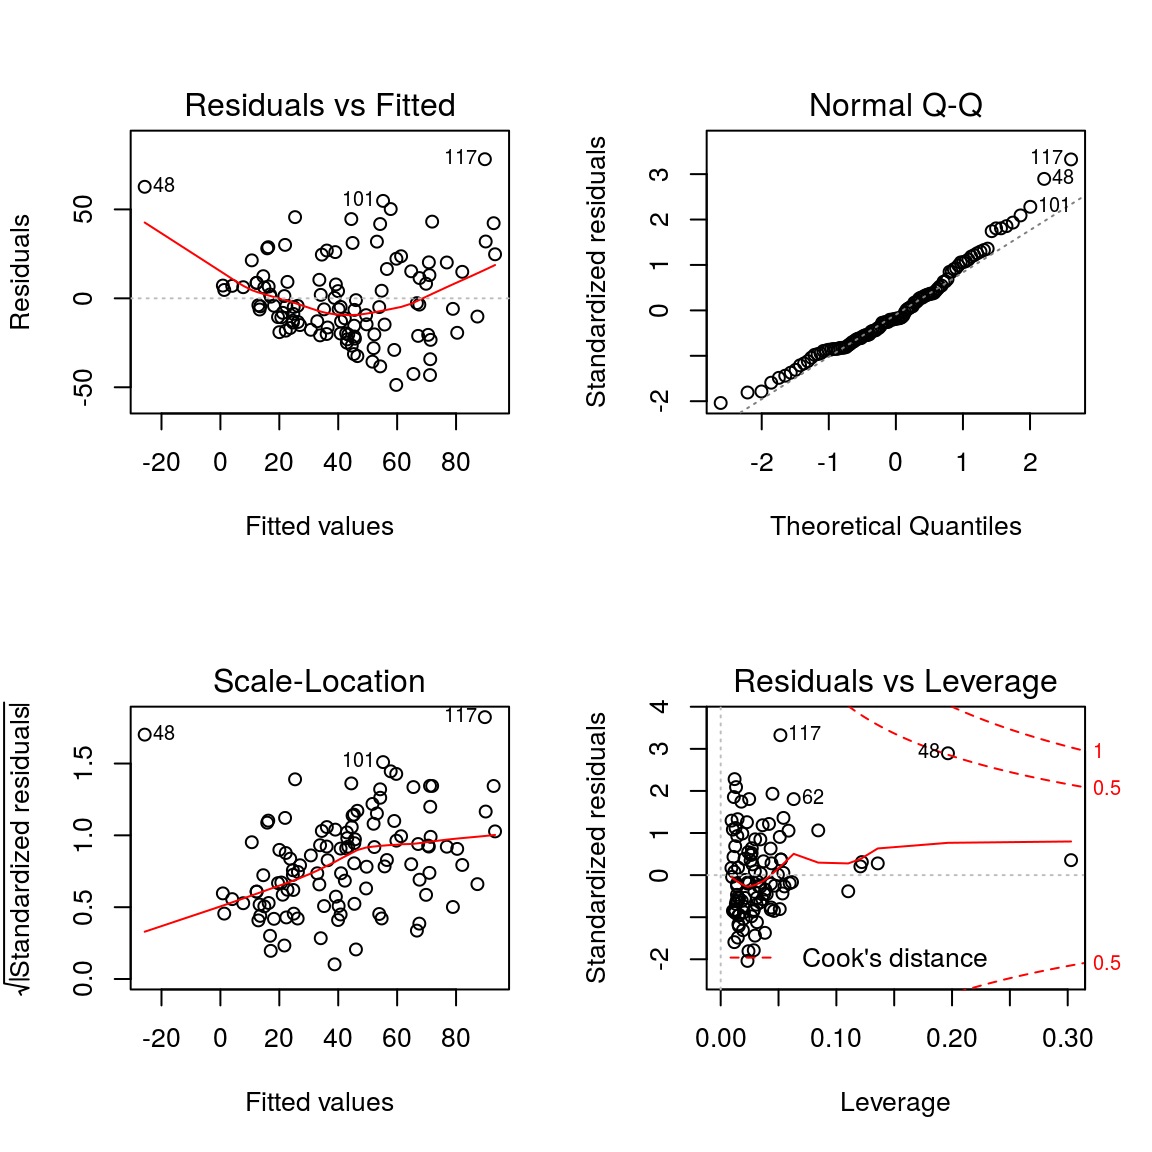 Residuals vs Fitted
Residuals
-50 0 50
48
101
117
-20 0 20 40 60 80
Fitted values
Normal Q-Q
Standardized residuals
-2 0 1 2 3
117
48
101
-2 -1 0 1 2
Theoretical Quantiles
Scale-Location
√|Standardized residuals|
0.0 0.5 1.0 1.5
48
101
117
-20 0 20 40 60 80
Fitted values
Residuals vs Leverage
Standardized residuals
-2 0 1 2 3 4
117
48
62
1
0.5
0.5
Cook's distance
0.00 0.10 0.20 0.30
Leverage